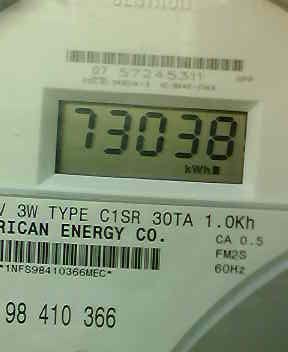 07 57245311
73038
kWh
V 3W TYPE C1SR 30TA 1.0Kh
RICAN ENERGY CO.
CA 0.5
FM2S
60Hz
*1NFS98410366MEC*
98 410 366